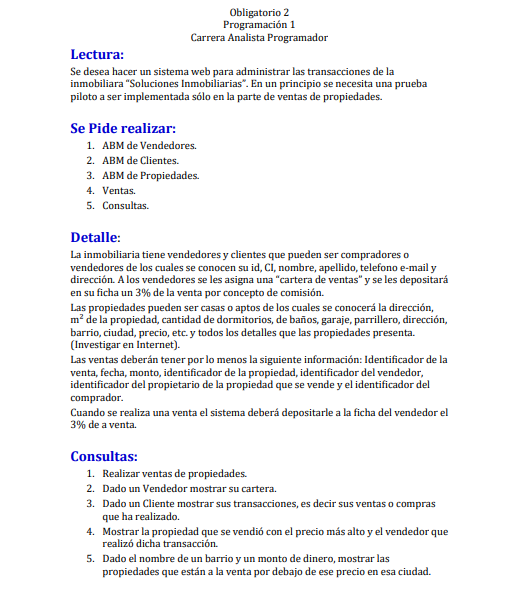 Obligatorio 2
Programación 1
Carrera Analista Programador
Lectura:
Se desea hacer un sistema web para administrar las transacciones de la
inmobiliara "Soluciones Inmobiliarias". En un principio se necesita una prueba
piloto a ser implementada sólo en la parte de ventas de propiedades.
Se Pide realizar:
1. ABM de Vendedores.
2. ABM de Clientes.
3. ABM de Propiedades.
4. Ventas.
5. Consultas.
Detalle:
La inmobiliaria tiene vendedores y clientes que pueden ser compradores o
vendedores de los cuales se conocen su id, CI, nombre, apellido, telefono e-mail y
dirección. A los vendedores se les asigna una "cartera de ventas" y se les depositará
en su ficha un 3% de la venta por concepto de comisión.
Las propiedades pueden ser casas o aptos de los cuales se conocerá la dirección,
m² de la propiedad, cantidad de dormitorios, de baños, garaje, parrillero, dirección,
barrio, ciudad, precio, etc. y todos los detalles que las propiedades presenta.
(Investigar en Internet).
Las ventas deberán tener por lo menos la siguiente información: Identificador de la
venta, fecha, monto, identificador de la propiedad, identificador del vendedor,
identificador del propietario de la propiedad que se vende y el identificador del
comprador.
Cuando se realiza una venta el sistema deberá depositarle a la ficha del vendedor el
3% de a venta.
Consultas:
1. Realizar ventas de propiedades.
2. Dado un Vendedor mostrar su cartera.
3. Dado un Cliente mostrar sus transacciones, es decir sus ventas o compras
que ha realizado.
4. Mostrar la propiedad que se vendió con el precio más alto y el vendedor que
realizó dicha transacción.
5. Dado el nombre de un barrio y un monto de dinero, mostrar las
propiedades que están a la venta por debajo de ese precio en esa ciudad.